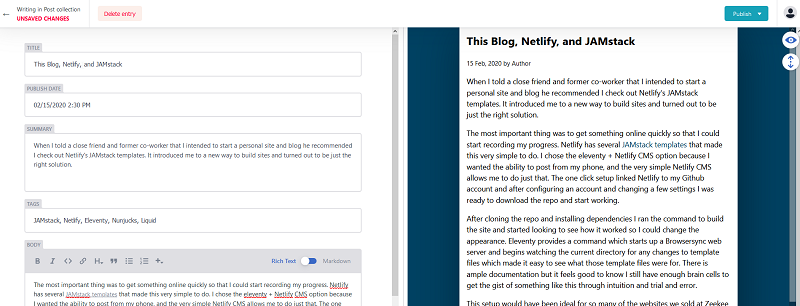 Writing in Post collection
UNSAVED CHANGES
Delete entry
Publish
TITLE
This Blog, Netlify, and JAMstack
PUBLISH DATE
02/15/2020 2:30 PM
SUMMARY
When I told a close friend and former co-worker that I intended to start a personal site and blog he recommended
I check out Netlify's JAMstack templates. It introduced me to a new way to build sites and turned out to be just the
right solution.
TAGS
JAMstack, Netlify, Eleventy, Nunjucks, Liquid
BODY
Rich Text
Markdown
The most important thing was to get something online quickly so that I could start recording my progress. Netlify
has several JAMstack templates that made this very simple to do. I chose the eleventy + Netlify CMS option because
I wanted the ability to post from my phone, and the very simple Netlify CMS allows me to do just that. The one
This Blog, Netlify, and JAMstack
15 Feb, 2020 by Author
When I told a close friend and former co-worker that I intended to start a
personal site and blog he recommended I check out Netlify's JAMstack
templates. It introduced me to a new way to build sites and turned out to be
just the right solution.
The most important thing was to get something online quickly so that I could
start recording my progress. Netlify has several JAMstack templates that made
this very simple to do. I chose the eleventy + Netlify CMS option because I
wanted the ability to post from my phone, and the very simple Netlify CMS
allows me to do just that. The one click setup linked Netlify to my Github
account and after configuring an account and changing a few settings I was
ready to download the repo and start working.
After cloning the repo and installing dependencies I ran the command to build
the site and started looking to see how it worked so I could change the
appearance. Eleventy provides a command which starts up a Browsersync web
server and begins watching the current directory for any changes to template
files which made it easy to see what those template files were for. There is
ample documentation but it feels good to know I still have enough brain cells to
get the gist of something like this through intuition and trial and error.
This setup would have been ideal for so many of the websites we sold at Zeekee